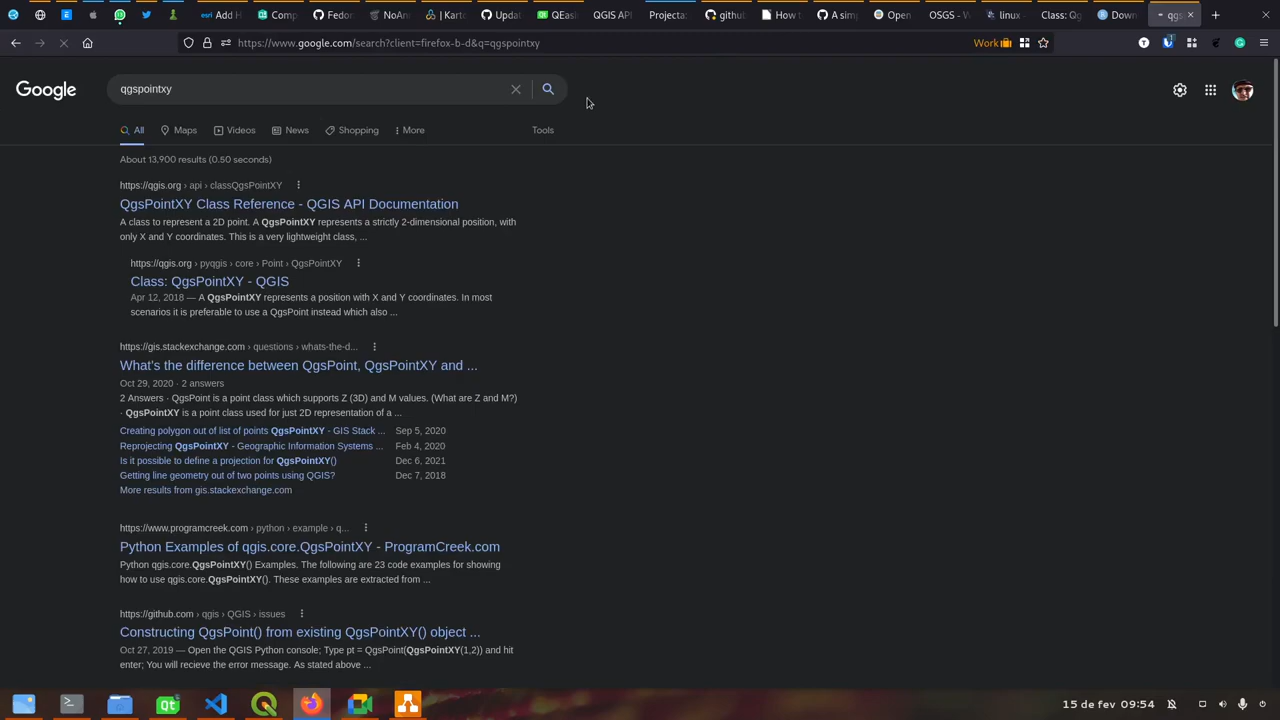 esri Add H
Comp
Fedor
NoAre
Karto
Updat
QEasi
QGIS API
Projecta:
github
How to
A simp
Open
OSGS - W
linux -
Class: Qg
Down
qgs
https://www.google.com/search?client=firefox-b-d&q=qgspointxy
Work
Google
qgspointxy
All
Maps
Videos
News
Shopping
More
Tools
About 13,900 results (0.50 seconds)
https://qgis.org › api › classQgsPointXY
QgsPointXY Class Reference - QGIS API Documentation
A class to represent a 2D point. A QgsPointXY represents a strictly 2-dimensional position, with
only X and Y coordinates. This is a very lightweight class, ...
https://qgis.org › pyqgis › core › Point › QgsPointXY
Class: QgsPointXY - QGIS
Apr 12, 2018 — A QgsPointXY represents a position with X and Y coordinates. In most
scenarios it is preferable to use a QgsPoint instead which also ...
https://gis.stackexchange.com › questions › whats-the-d...
What's the difference between QgsPoint, QgsPointXY and ...
Oct 29, 2020 · 2 answers
2 Answers · QgsPoint is a point class which supports Z (3D) and M values. (What are Z and M?)
· QgsPointXY is a point class used for just 2D representation of a ...
Creating polygon out of list of points QgsPointXY - GIS Stack ... Sep 5, 2020
Reprojecting QgsPointXY - Geographic Information Systems ... Feb 4, 2020
Is it possible to define a projection for QgsPointXY() Dec 6, 2021
Getting line geometry out of two points using QGIS? Dec 7, 2018
More results from gis.stackexchange.com
https://www.programcreek.com › python › example › q...
Python Examples of qgis.core.QgsPointXY - ProgramCreek.com
Python qgis.core.QgsPointXY() Examples. The following are 23 code examples for showing
how to use qgis.core.QgsPointXY(). These examples are extracted from ...
https://github.com › qgis › QGIS › issues
Constructing QgsPoint() from existing QgsPointXY() object ...
Oct 27, 2019 — Open the QGIS Python console; Type pt = QgsPoint(QgsPointXY(1,2)) and hit
enter; You will recieve the error message. As stated above ...
15 de fev 09:54